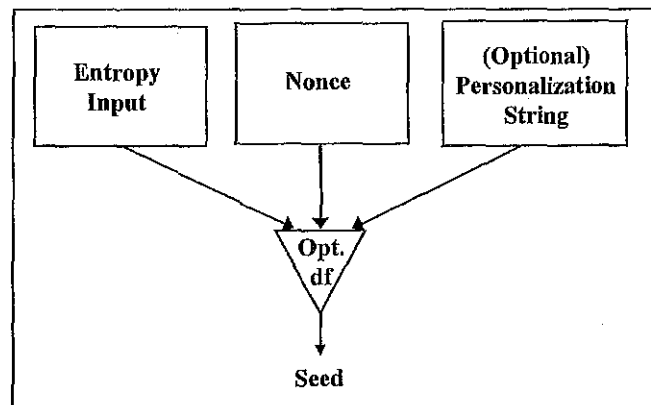 Entropy
Input
Nonce
(Optional)
Personalization
String
Opt.
df
Seed